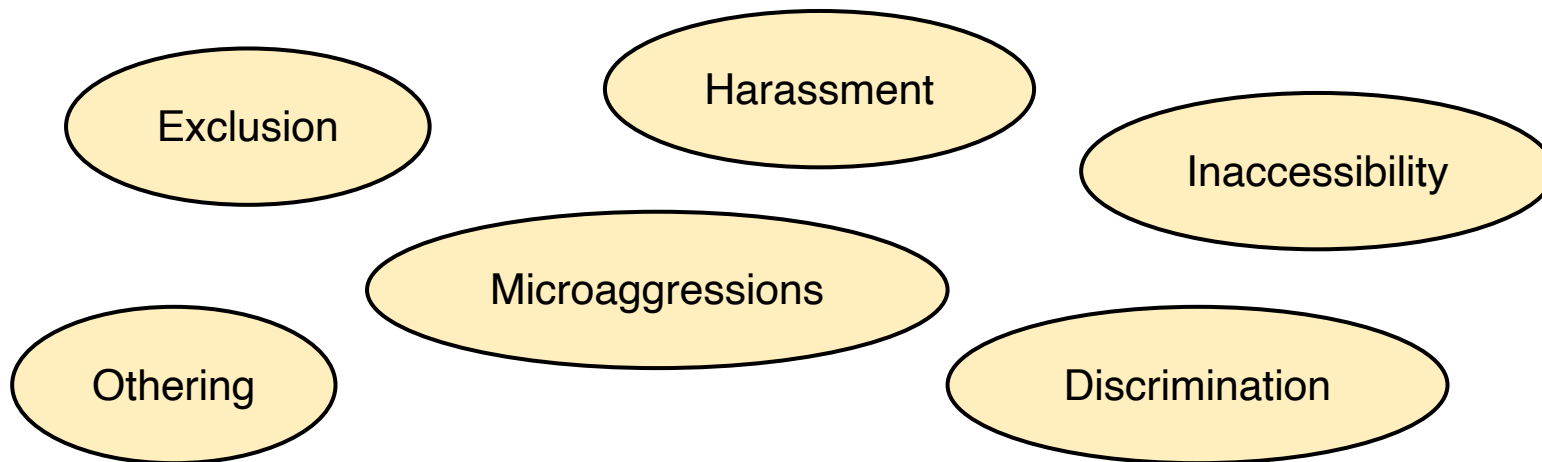 Harassment
Exclusion
Inaccessibility
Microaggressions
Othering
Discrimination